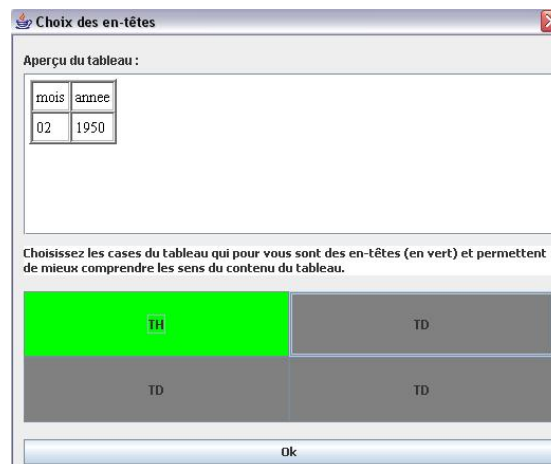 Choix des en-têtes
Aperçu du tableau :
mois annee
02 1950
Choisissez les cases du tableau qui pour vous sont des en-têtes (en vert) et permettent
de mieux comprendre les sens du contenu du tableau.
TH TD
TD TD
Ok